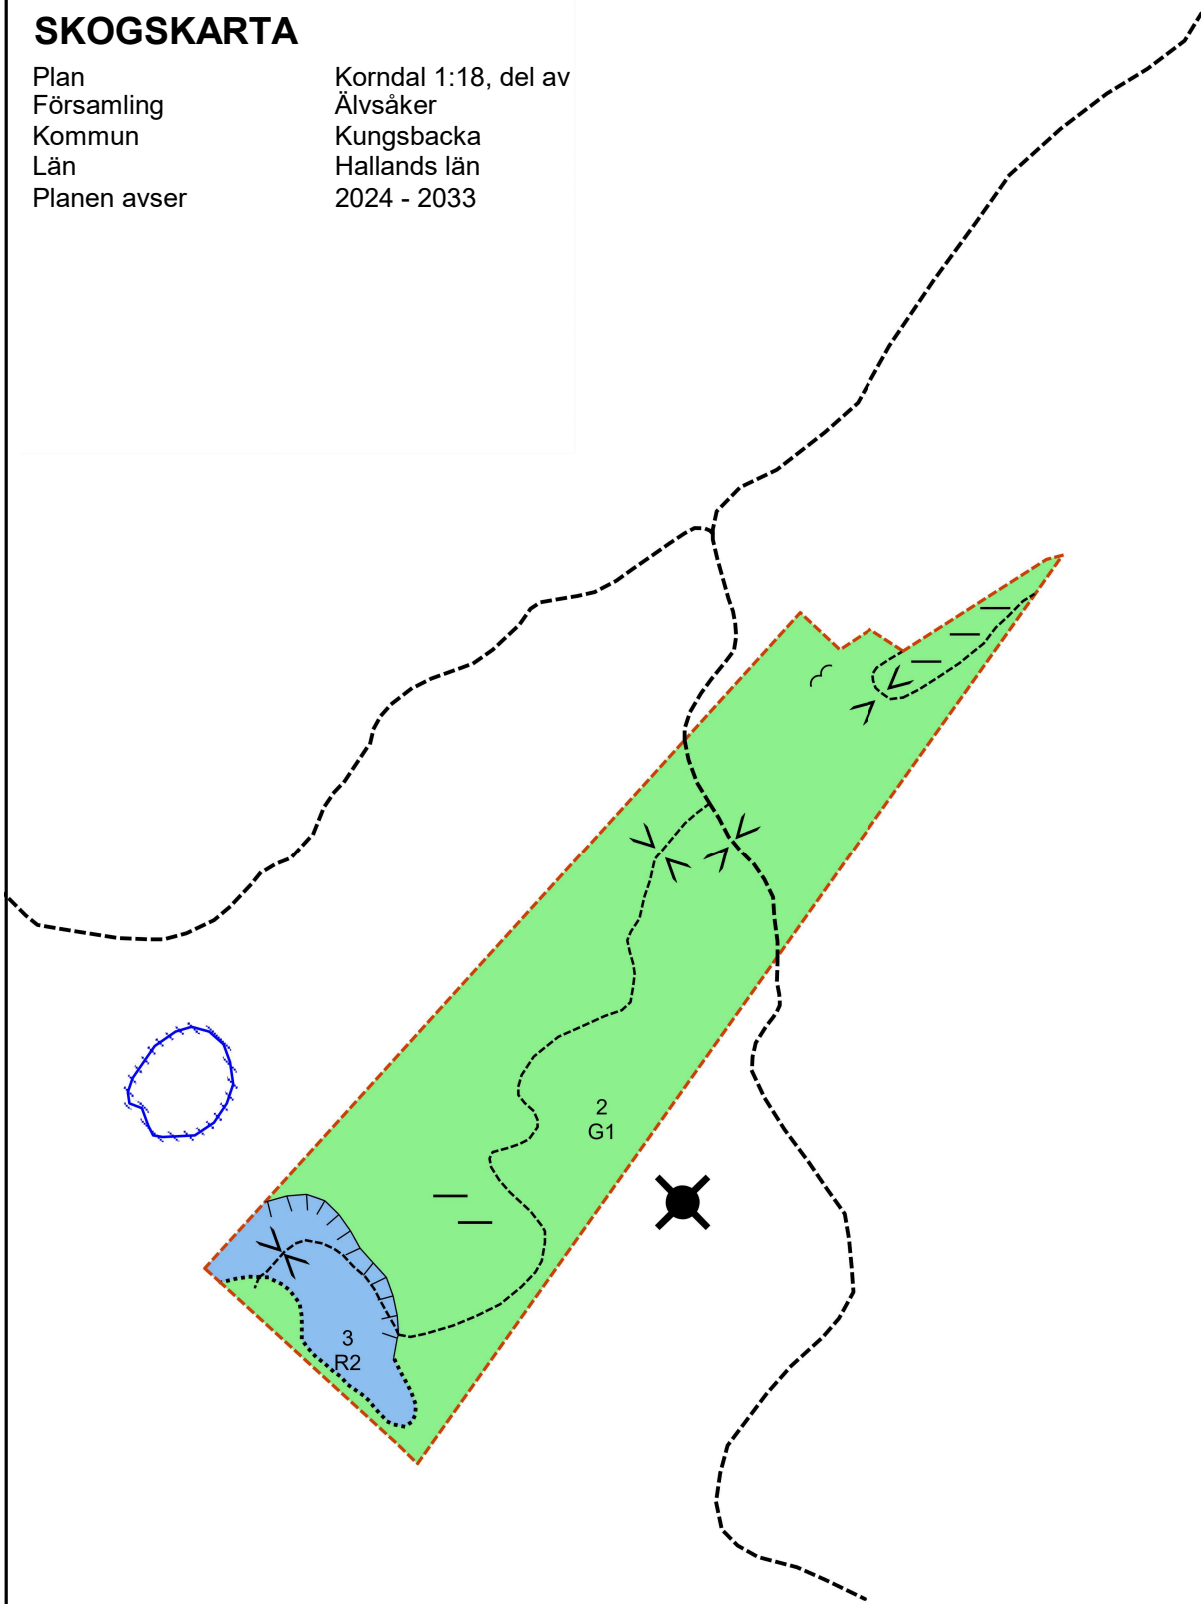 SKOGSKARTA
Plan Korndal 1:18, del av
Församling Älvsåker
Kommun Kungsbacka
Län Hallands län
Planen avser 2024 - 2033
2
G1
3
R2